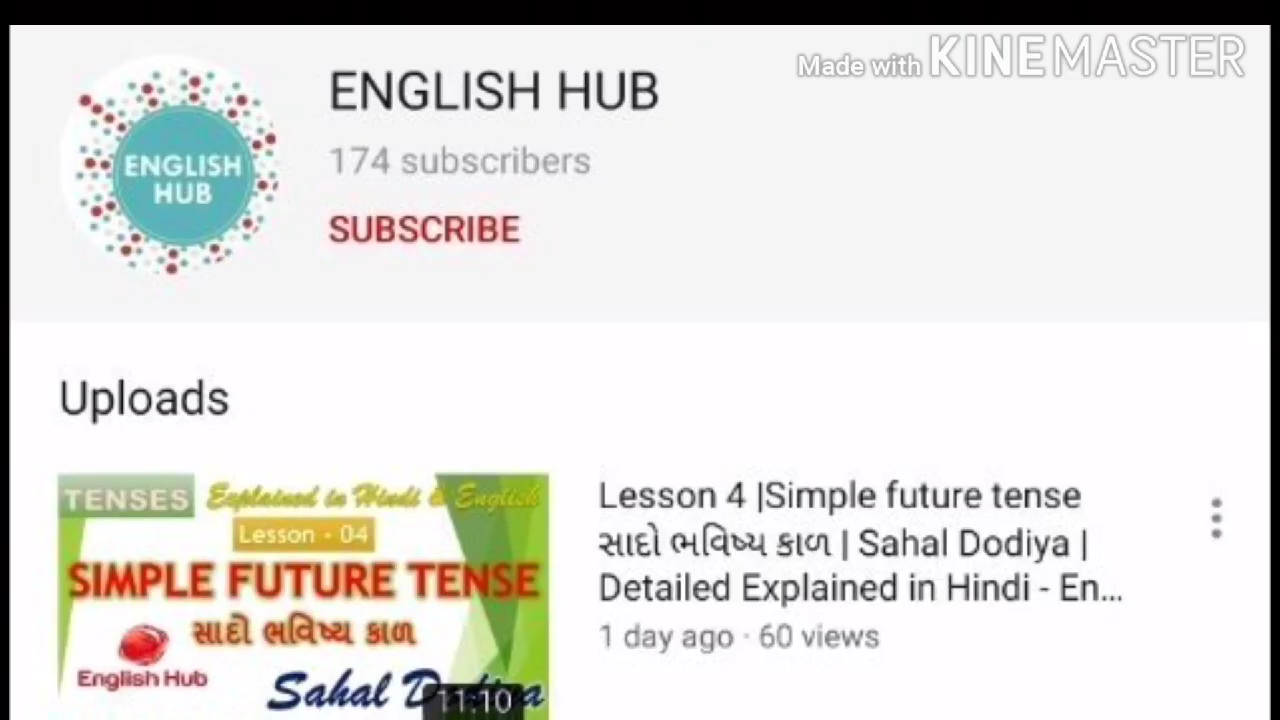 Made with KINEMASTER
ENGLISH HUB
174 subscribers
SUBSCRIBE
ENGLISH
HUB
Uploads
TENSES Explained in Hindi & English
Lesson - 04
SIMPLE FUTURE TENSE
સાદો ભવિષ્ય કાળ
English Hub
Sahal Dodiya
11:10
Lesson 4 |Simple future tense
સાદો ભવિષ્ય કાળ | Sahal Dodiya |
Detailed Explained in Hindi - En...
1 day ago · 60 views